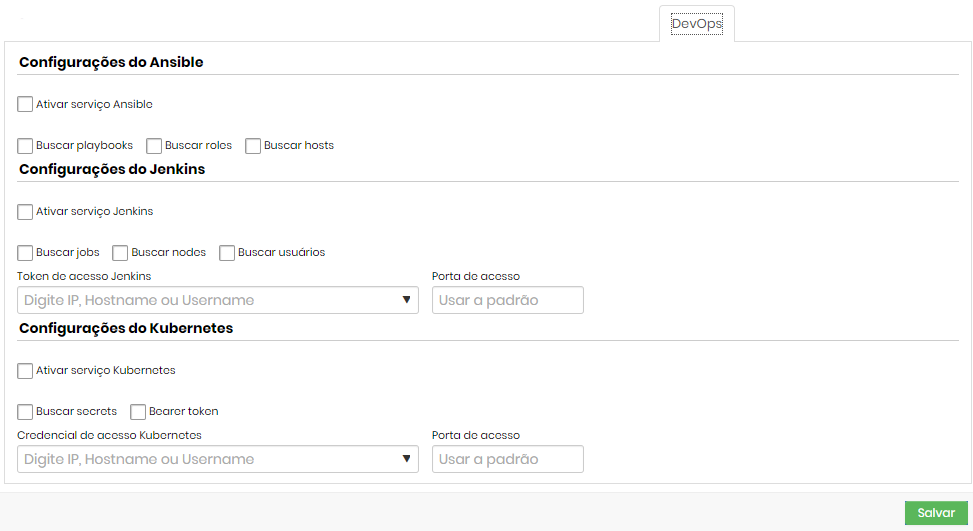 DevOps
Configurações do Ansible
Ativar serviço Ansible
Buscar playbooks Buscar roles Buscar hosts
Configurações do Jenkins
Ativar serviço Jenkins
Buscar jobs Buscar nodes Buscar usuários
Token de acesso Jenkins Porta de acesso
Digite IP, Hostname ou Username Usar a padrão
Configurações do Kubernetes
Ativar serviço Kubernetes
Buscar secrets Bearer token
Credencial de acesso Kubernetes Porta de acesso
Digite IP, Hostname ou Username Usar a padrão
Salvar